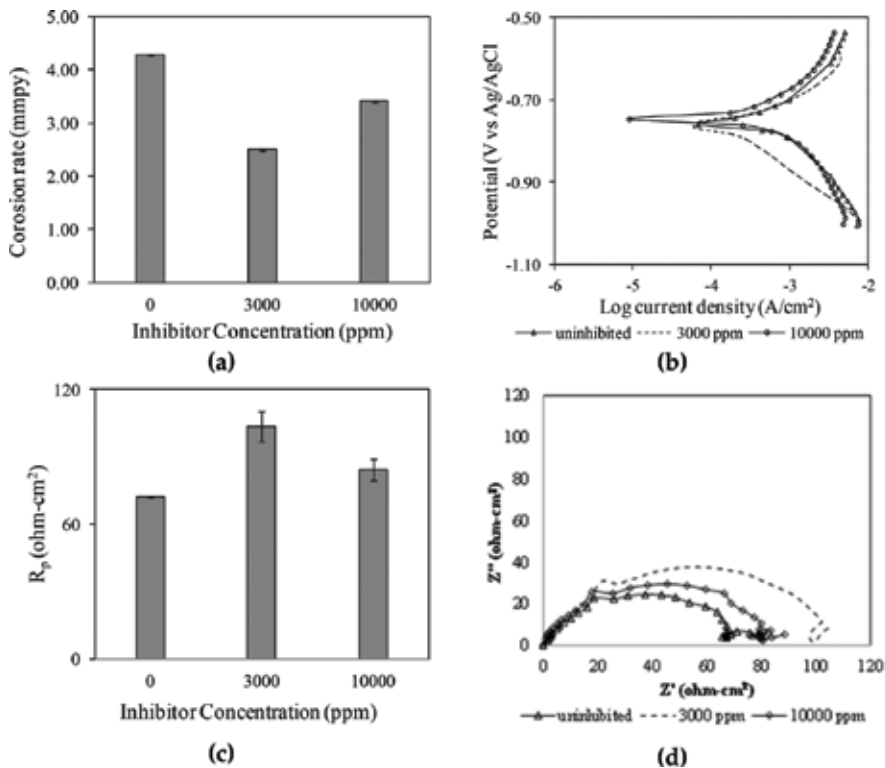 5.00
4.00
3.00
2.00
1.00
0.00
Corosion rate (mmpy)
0 3000 10000
Inhibitor Concentration (ppm)
(a)
-0.50
-0.70
-0.90
-1.10
Potential (V vs Ag/AgCl
-6 -5 -4 -3 -2
Log current density (A/cm²)
uninhibited 3000 ppm 10000 ppm
(b)
120
60
0
Rp (ohm-cm²)
0 3000 10000
Inhibitor Concentration (ppm)
(c)
120
100
80
60
40
20
0
Z'' (ohm-cm²)
0 20 40 60 80 100 120
Z' (ohm-cm²)
uninhibited 3000 ppm 10000 ppm
(d)